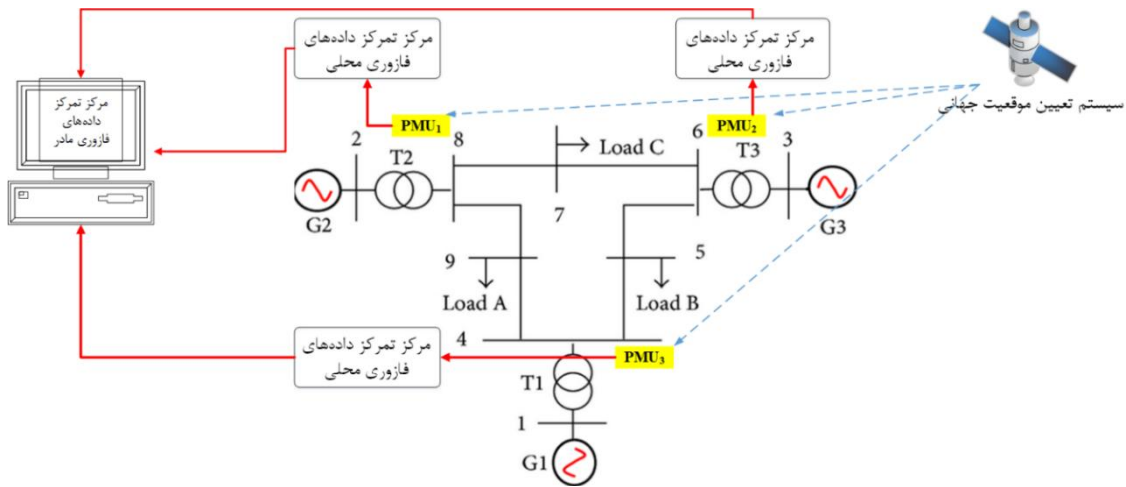 مرکز تمرکز داده‌های
فازوری محلی
مرکز تمرکز داده‌های
فازوری محلی
سیستم تعیین موقعیت جهانی
مرکز تمرکز
داده‌های
فازوری مادر
PMU1
PMU2
2
8
6
3
T2
T3
Load C
G2
7
G3
9
5
Load A
Load B
4
مرکز تمرکز داده‌های
فازوری محلی
PMU3
T1
1
G1